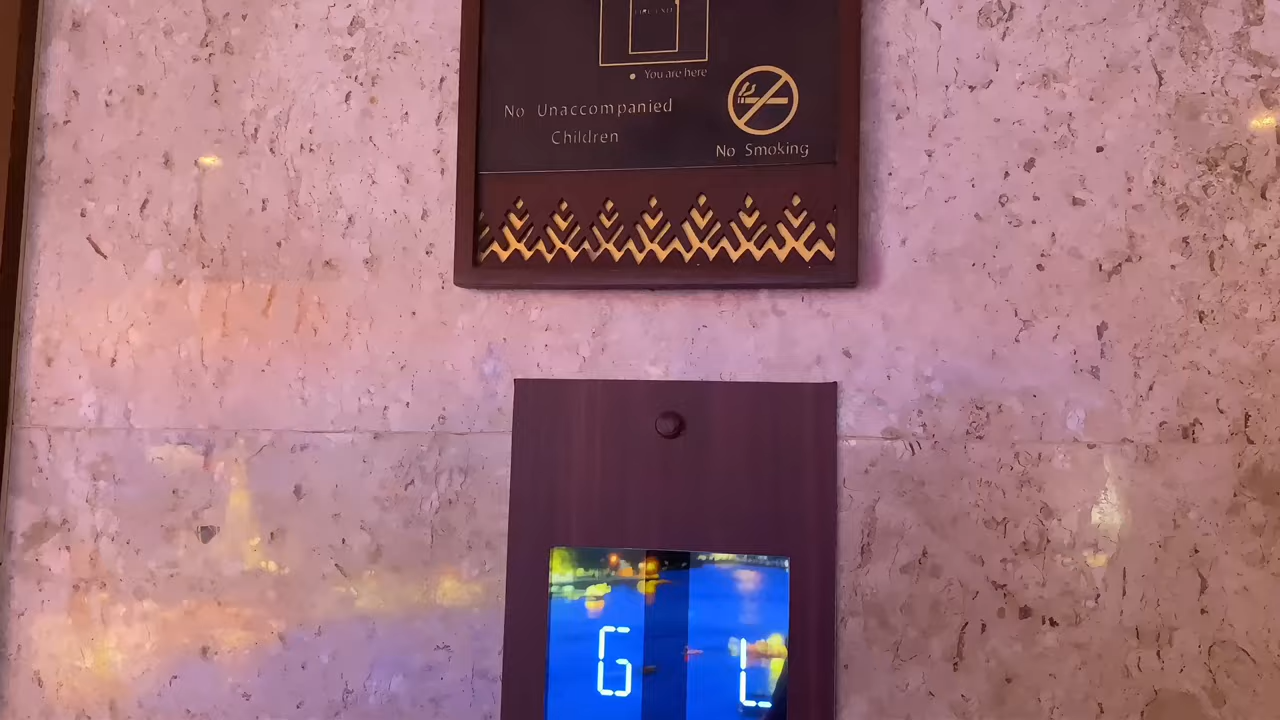 You are here
No Unaccompanied
Children
No Smoking
G L